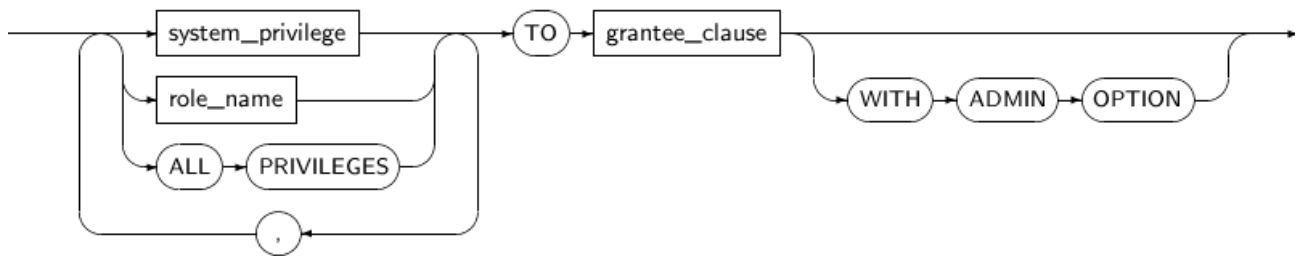 system_privilege TO grantee_clause
role_name WITH ADMIN OPTION
ALL PRIVILEGES
,